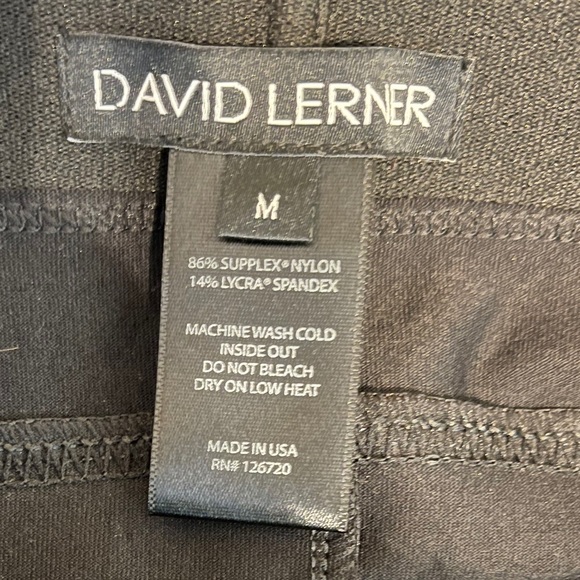 DAVID LERNER
M
86% SUPPLEX® NYLON
14% LYCRA® SPANDEX
MACHINE WASH COLD
INSIDE OUT
DO NOT BLEACH
DRY ON LOW HEAT
MADE IN USA
RN# 126720